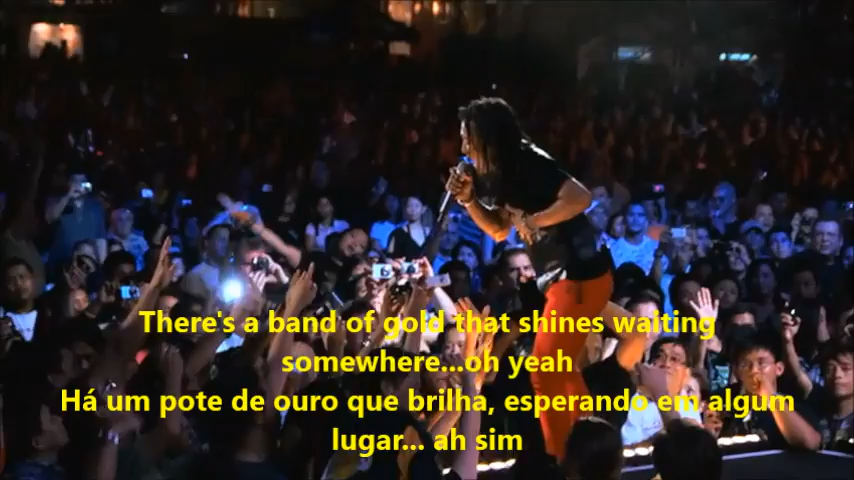 There's a band of gold that shines waiting
somewhere...oh yeah
Há um pote de ouro que brilha, esperando em algum
lugar... ah sim